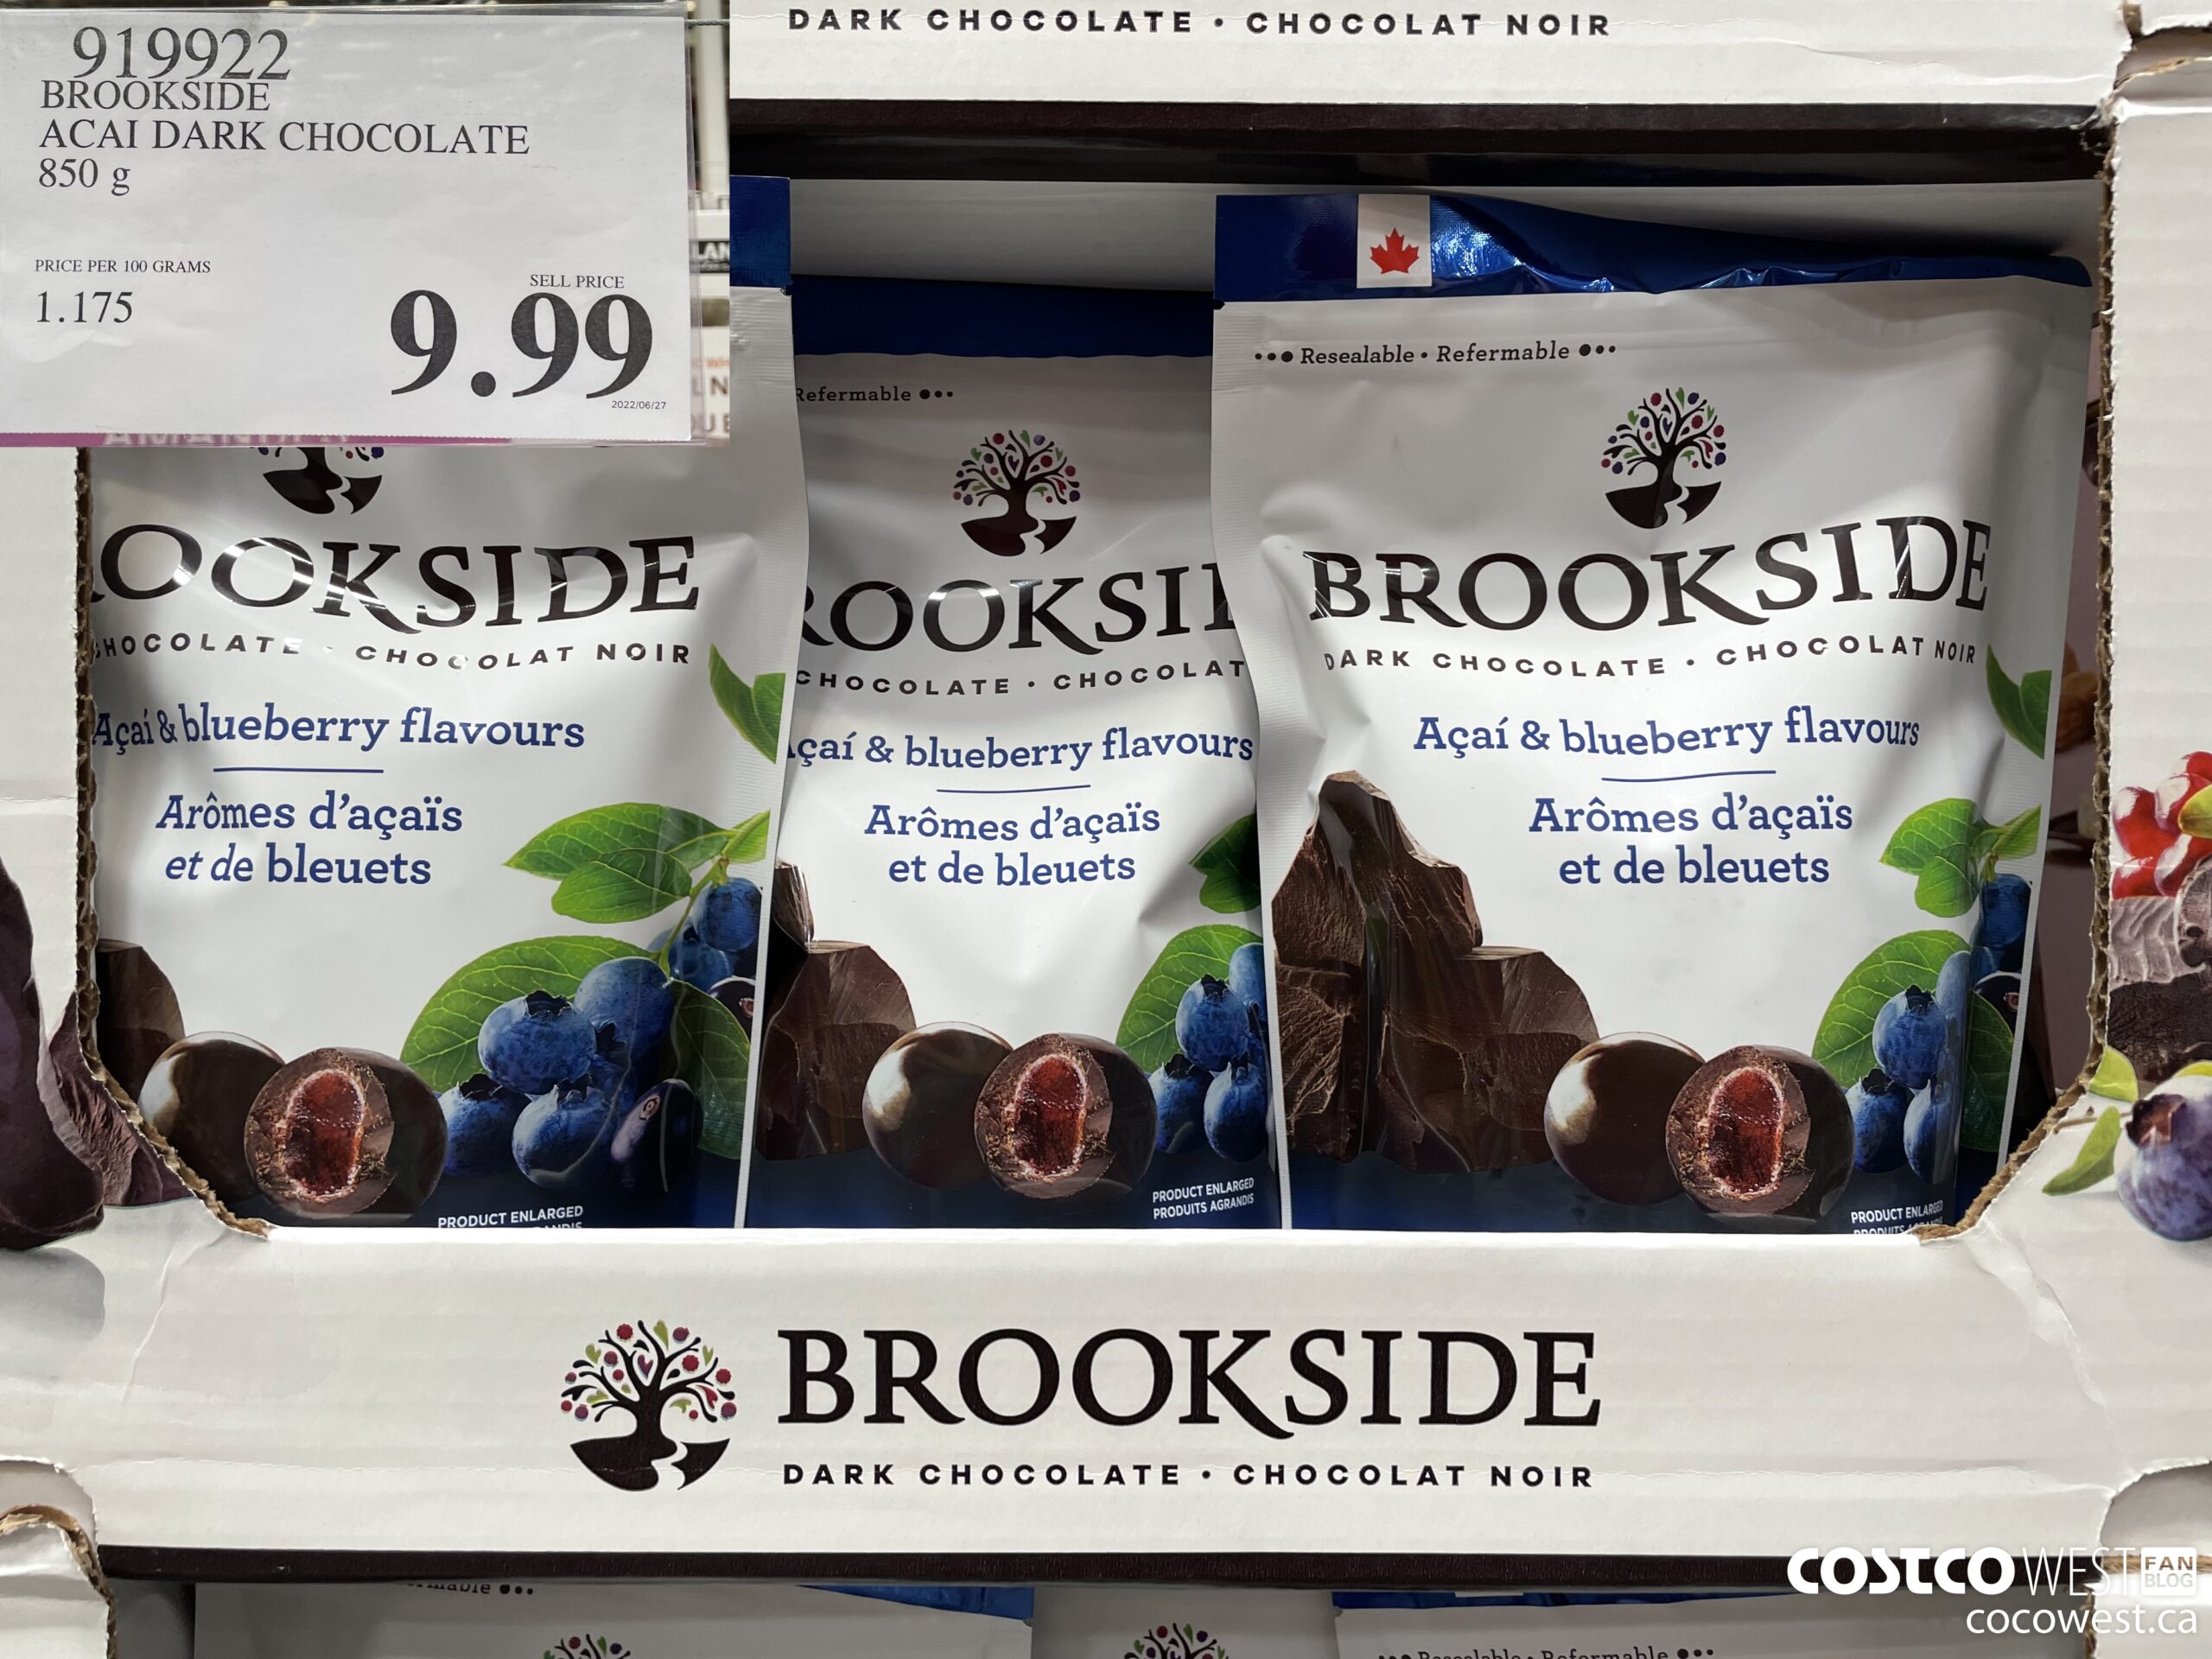 DARK CHOCOLATE • CHOCOLAT NOIR
919922
BROOKSIDE
ACAI DARK CHOCOLATE
850 g
PRICE PER 100 GRAMS
1.175
SELL PRICE
9.99
2022/06/27
OOKSIDE
CHOCOLATE · CHOCOLAT NOIR
Açaí & blueberry flavours
Arômes d'açaïs
et de bleuets
PRODUCT ENLARGED
Refermable
ROOKSI
CHOCOLATE • CHOCOLAT
Açaí & blueberry flavours
Arômes d'açaïs
et de bleuets
PRODUCT ENLARGED
PRODUITS AGRANDIS
Resealable • Refermable
BROOKSIDE
DARK CHOCOLATE • CHOCOLAT NOIR
Açaí & blueberry flavours
Arômes d'açaïs
et de bleuets
PRODUCT ENLARGED
BROOKSIDE
DARK CHOCOLATE • CHOCOLAT NOIR
Resealable • Refermable
COSTCO WEST FAN BLOG
cocowest.ca